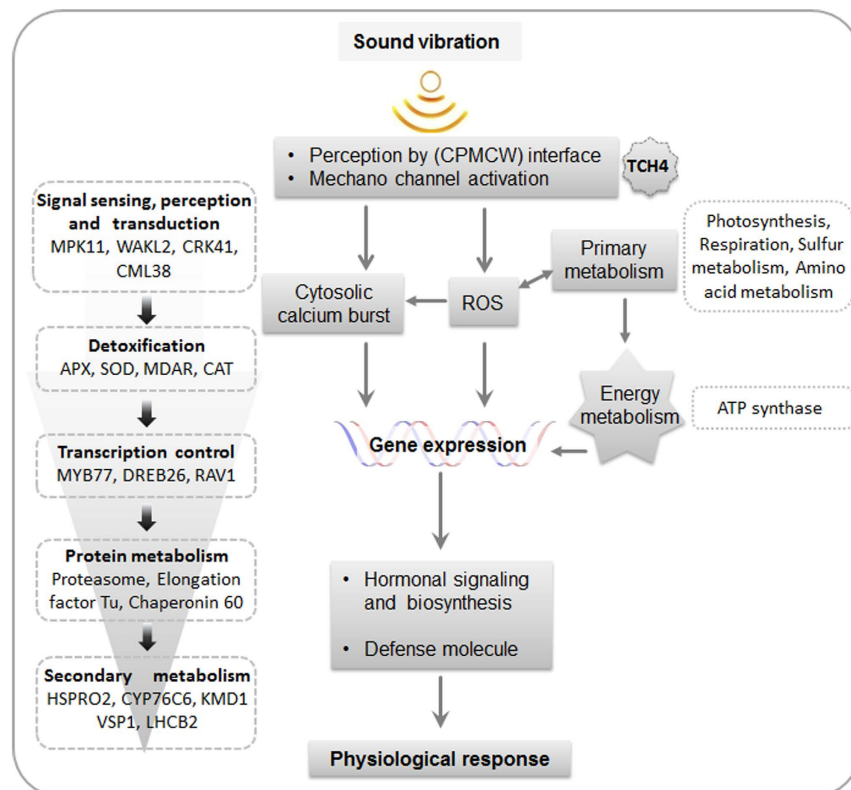 Sound vibration
• Perception by (CPMCW) interface
• Mechano channel activation
TCH4
Signal sensing, perception
and transduction
MPK11, WAKL2, CRK41,
CML38
Detoxification
APX, SOD, MDAR, CAT
Transcription control
MYB77, DREB26, RAV1
Protein metabolism
Proteasome, Elongation
factor Tu, Chaperonin 60
Secondary metabolism
HSPRO2, CYP76C6, KMD1
VSP1, LHCB2
Cytosolic
calcium burst
ROS
Primary
metabolism
Photosynthesis,
Respiration, Sulfur
metabolism, Amino
acid metabolism
Energy
metabolism
ATP synthase
Gene expression
• Hormonal signaling
and biosynthesis
• Defense molecule
Physiological response